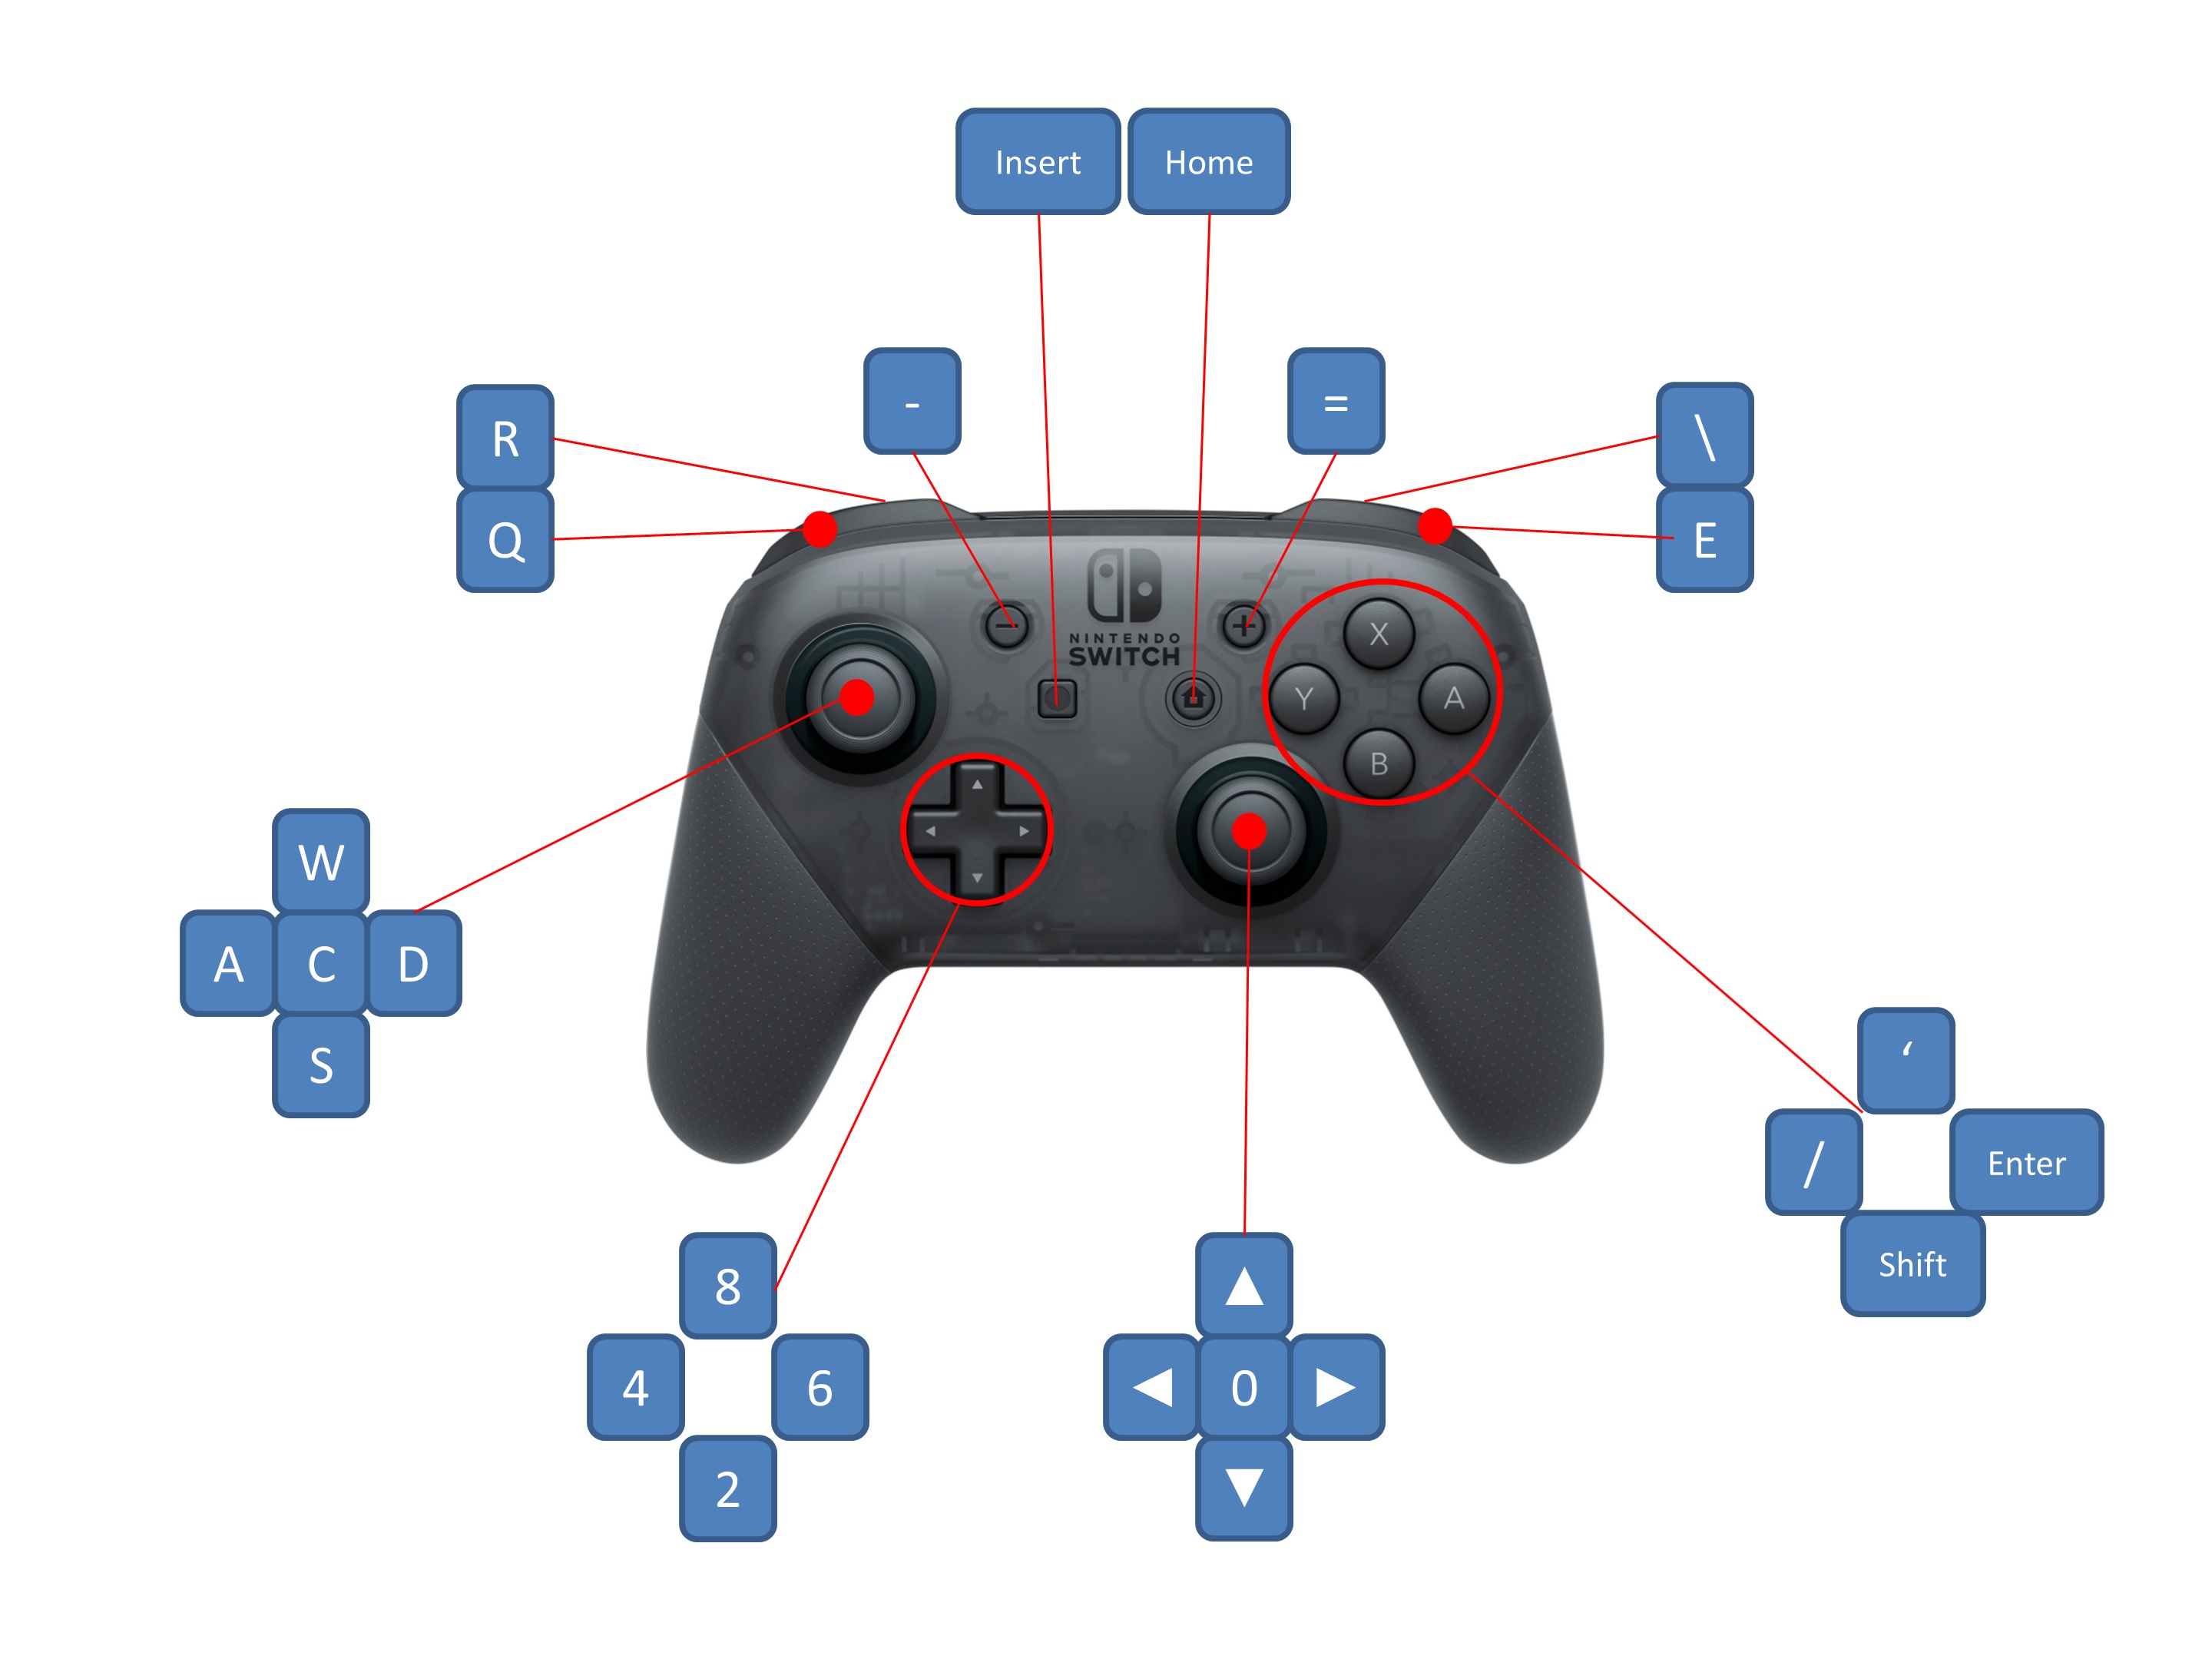 Insert Home
- =
R \
Q E
NINTENDO
SWITCH
X
Y A
B
W
A C D
S
‘
/ Enter
Shift
8
4 6
2
0